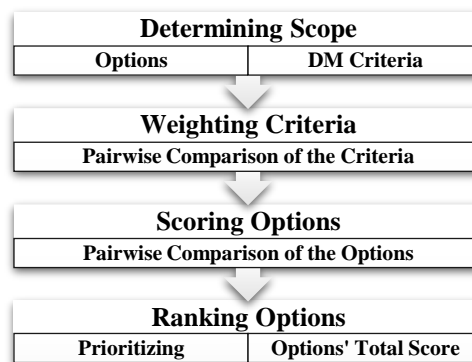 Determining Scope
Options DM Criteria
Weighting Criteria
Pairwise Comparison of the Criteria
Scoring Options
Pairwise Comparison of the Options
Ranking Options
Prioritizing Options' Total Score